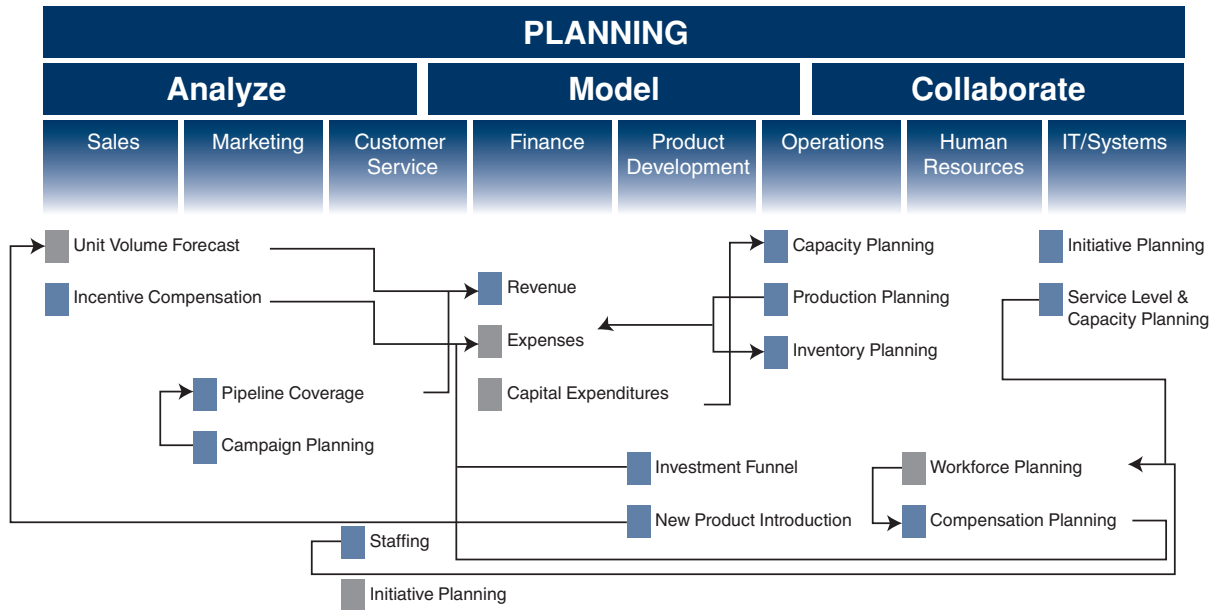 PLANNING
Analyze
Model
Collaborate
Sales
Marketing
Customer
Service
Finance
Product
Development
Operations
Human
Resources
IT/Systems
Unit Volume Forecast
Incentive Compensation
Pipeline Coverage
Campaign Planning
Staffing
Initiative Planning
Revenue
Expenses
Capital Expenditures
Investment Funnel
New Product Introduction
Capacity Planning
Production Planning
Inventory Planning
Workforce Planning
Compensation Planning
Initiative Planning
Service Level &
Capacity Planning